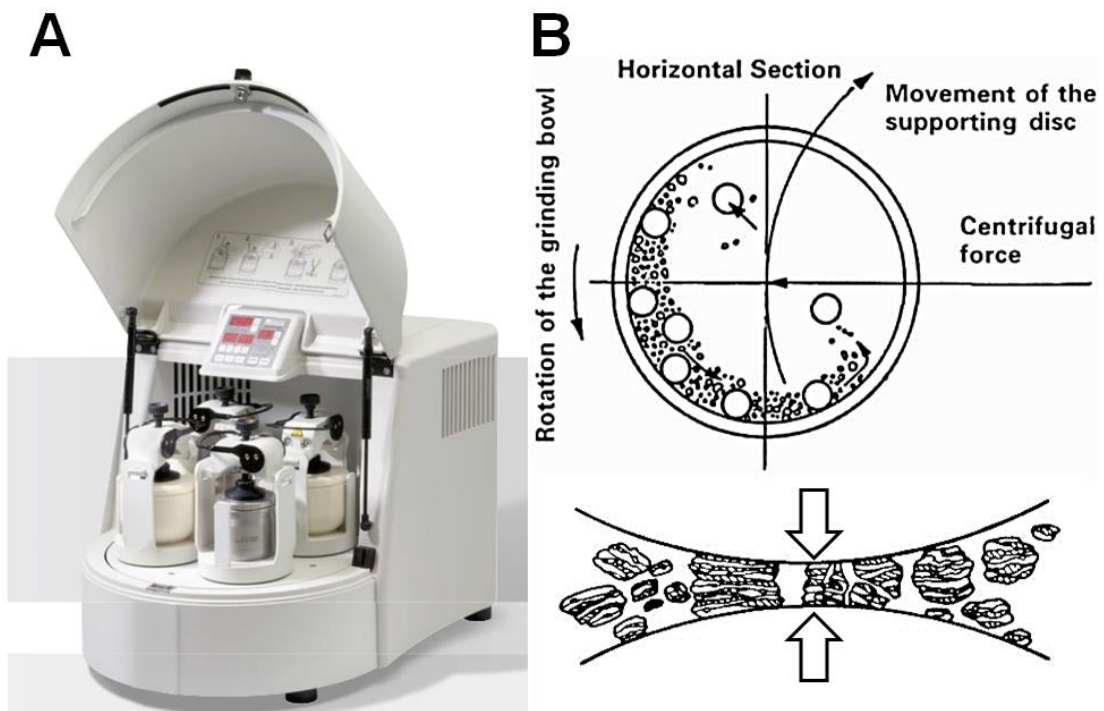 A
B
Horizontal Section
Movement of the
supporting disc
Rotation of the grinding bowl
Centrifugal
force